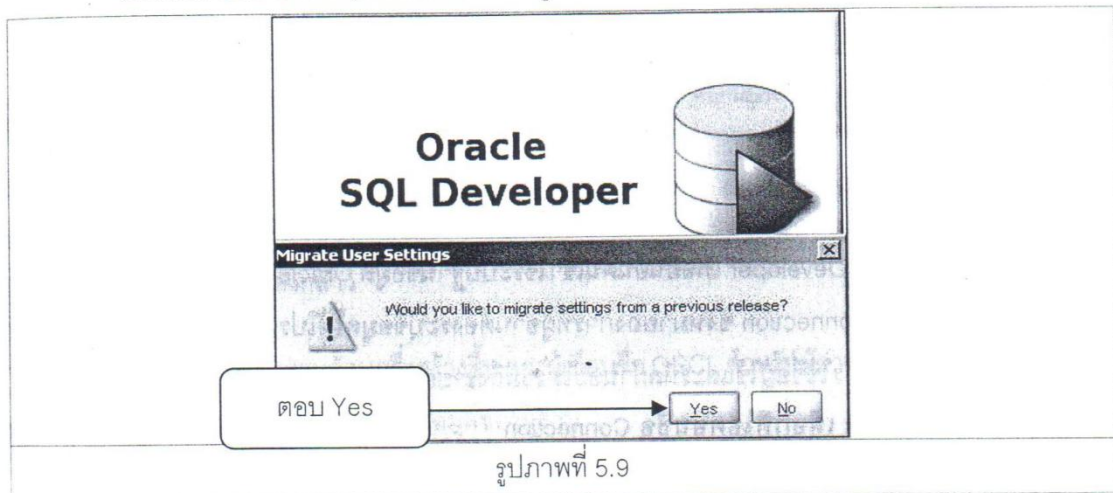 Oracle
SQL Developer
Migrate User Settings
Would you like to migrate settings from a previous release?
ตอบ Yes
Yes
No
รูปภาพที่ 5.9